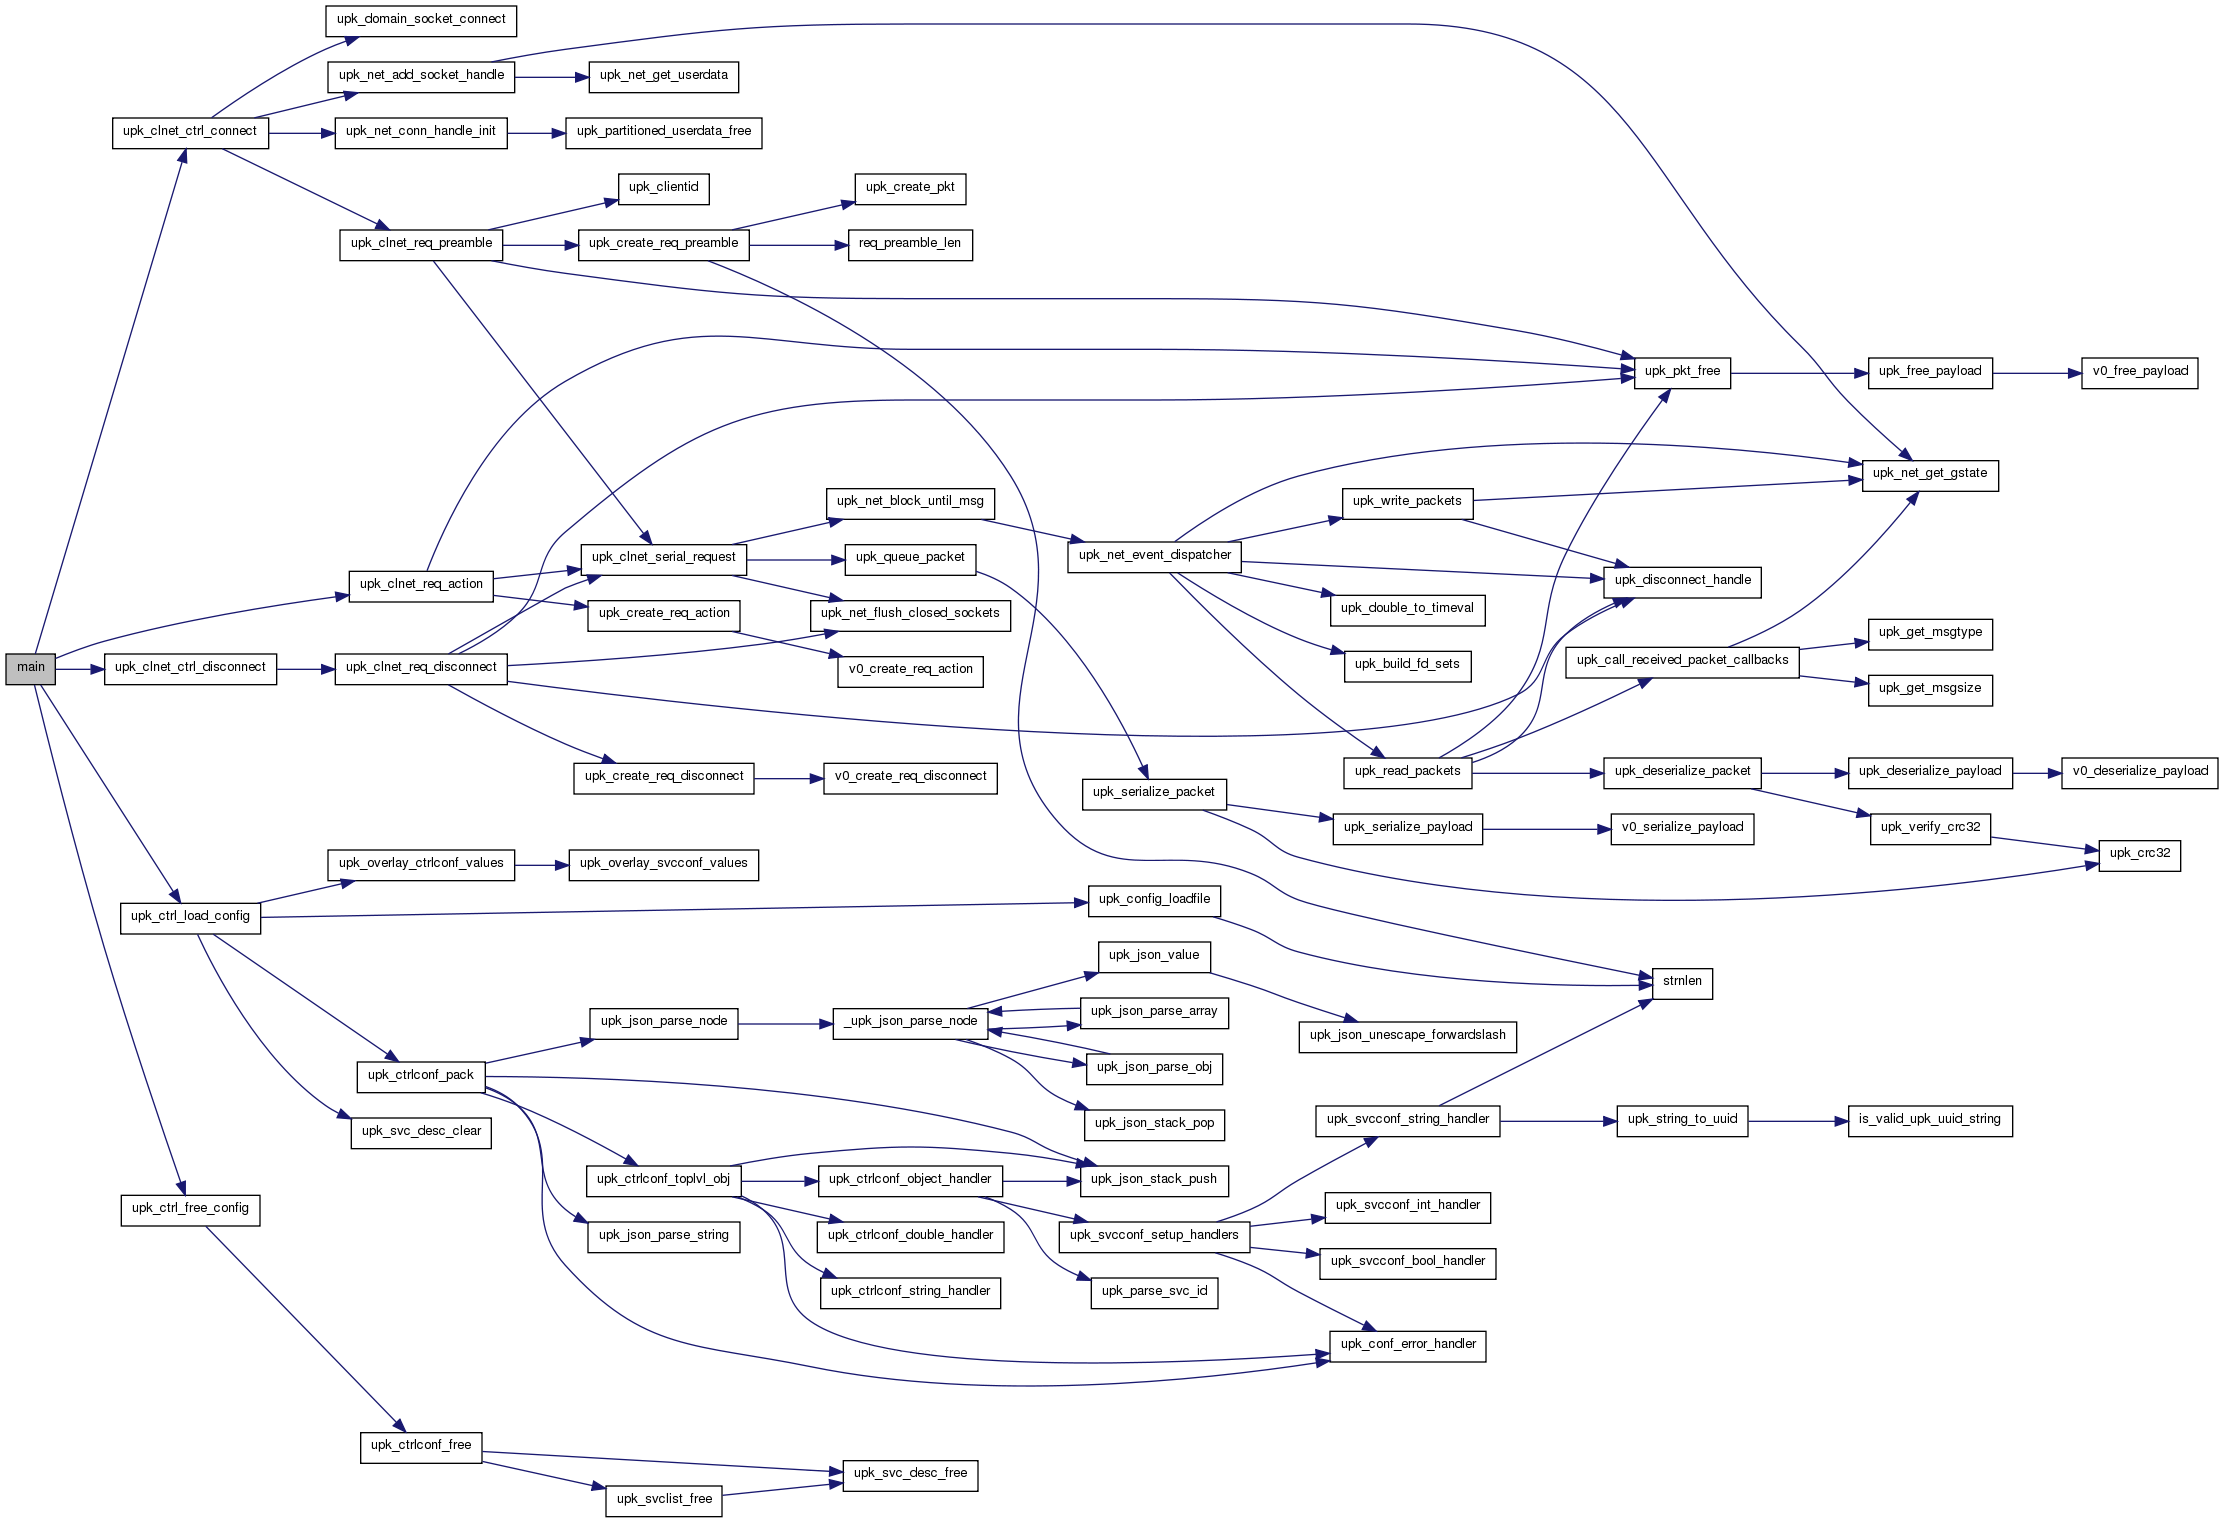 main
upk_clnet_ctrl_connect
upk_clnet_ctrl_disconnect
upk_ctrl_load_config
upk_ctrl_free_config
upk_domain_socket_connect
upk_net_add_socket_handle
upk_net_conn_handle_init
upk_clnet_req_preamble
upk_clnet_req_action
upk_clnet_req_disconnect
upk_overlay_ctrlconf_values
upk_ctrlconf_pack
upk_svc_desc_clear
upk_ctrlconf_free
upk_net_get_userdata
upk_partitioned_userdata_free
upk_clientid
upk_create_req_preamble
upk_clnet_serial_request
upk_create_req_action
upk_create_req_disconnect
upk_overlay_svcconf_values
upk_json_parse_node
upk_ctrlconf_toplvl_obj
upk_json_parse_string
upk_svclist_free
upk_create_pkt
req_preamble_len
upk_net_block_until_msg
upk_queue_packet
upk_net_flush_closed_sockets
v0_create_req_action
v0_create_req_disconnect
_upk_json_parse_node
upk_ctrlconf_object_handler
upk_ctrlconf_double_handler
upk_ctrlconf_string_handler
upk_svc_desc_free
upk_net_event_dispatcher
upk_serialize_packet
upk_config_loadfile
upk_json_value
upk_json_parse_array
upk_json_parse_obj
upk_json_stack_pop
upk_json_stack_push
upk_svcconf_setup_handlers
upk_parse_svc_id
upk_write_packets
upk_double_to_timeval
upk_build_fd_sets
upk_read_packets
upk_serialize_payload
upk_json_unescape_forwardslash
upk_svcconf_string_handler
upk_svcconf_int_handler
upk_svcconf_bool_handler
upk_conf_error_handler
upk_pkt_free
upk_disconnect_handle
upk_call_received_packet_callbacks
upk_deserialize_packet
v0_serialize_payload
strnlen
upk_string_to_uuid
upk_free_payload
upk_net_get_gstate
upk_get_msgtype
upk_get_msgsize
upk_deserialize_payload
upk_verify_crc32
is_valid_upk_uuid_string
v0_free_payload
v0_deserialize_payload
upk_crc32